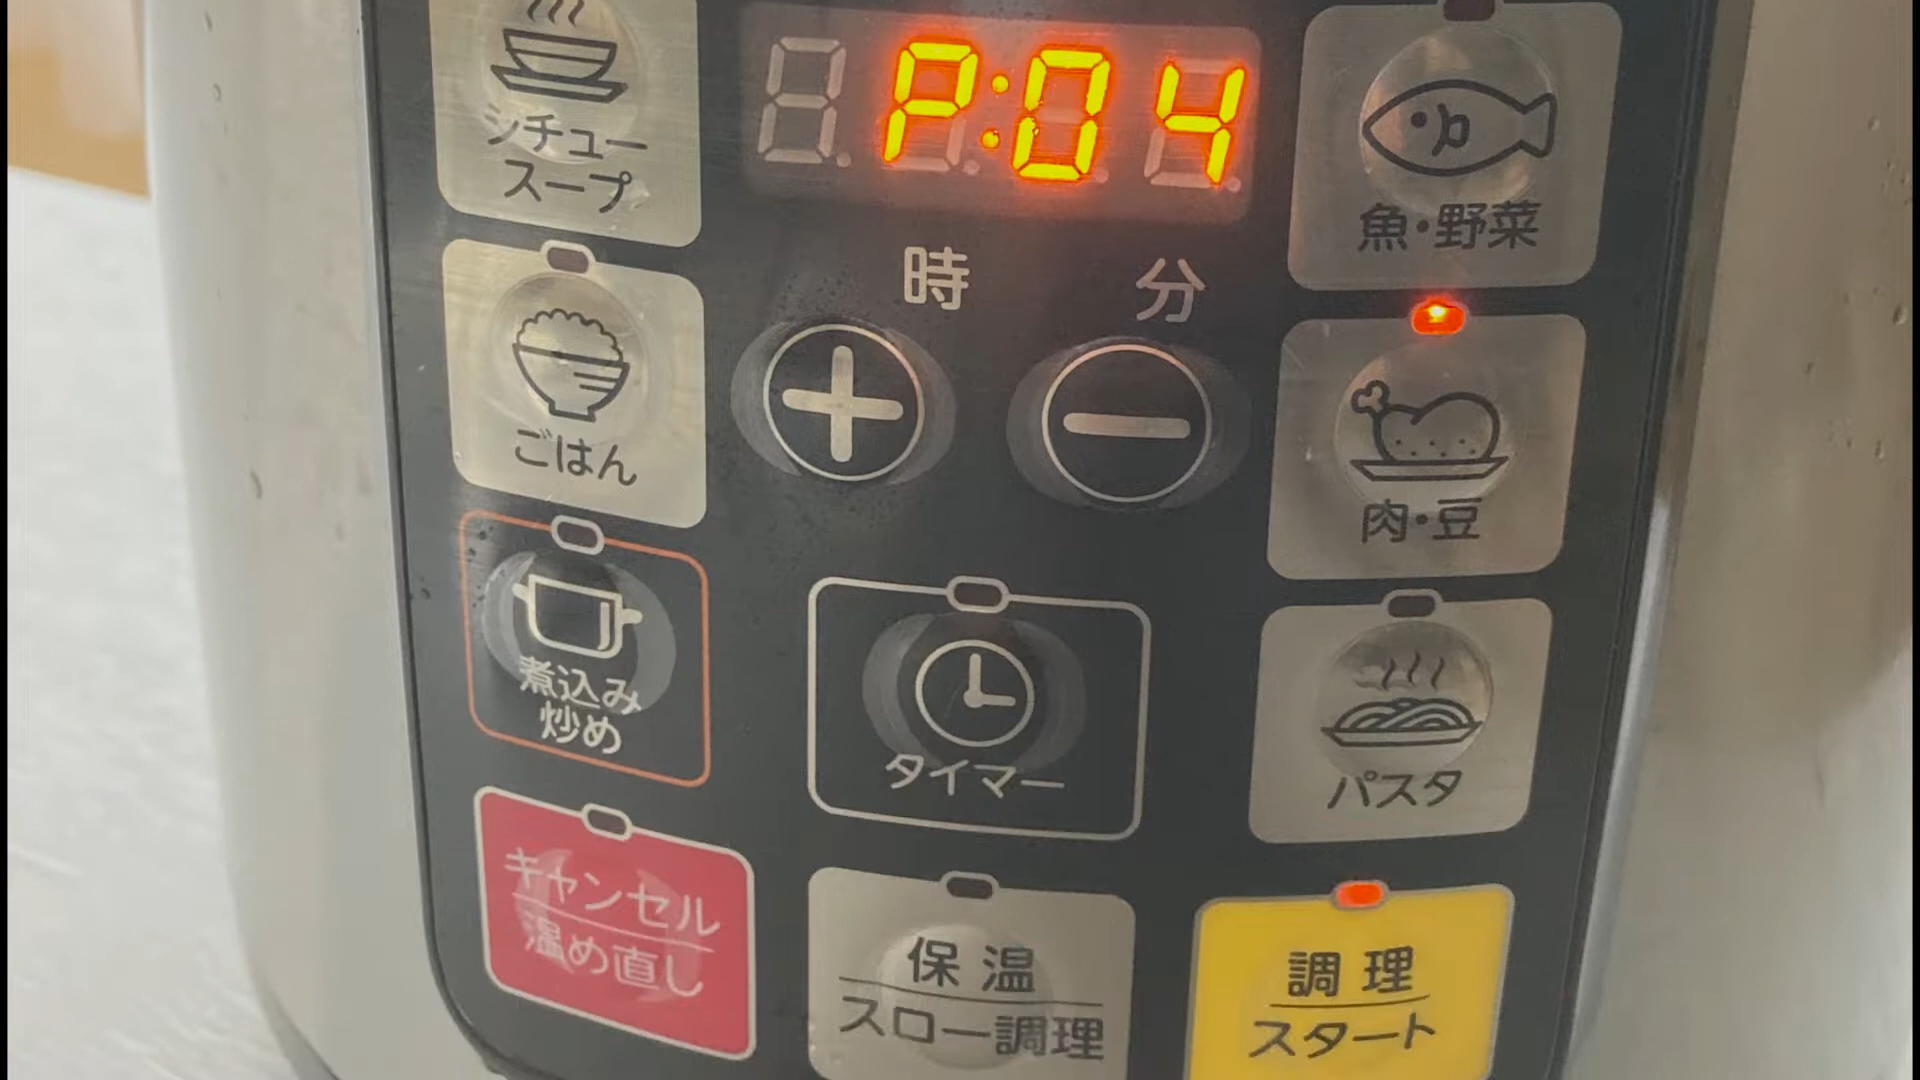 P:04
シチュー
スープ
時 分
魚・野菜
ごはん
肉・豆
煮込み
炒め
タイマー
パスタ
キャンセル
温め直し
保温
スロー調理
調理
スタート